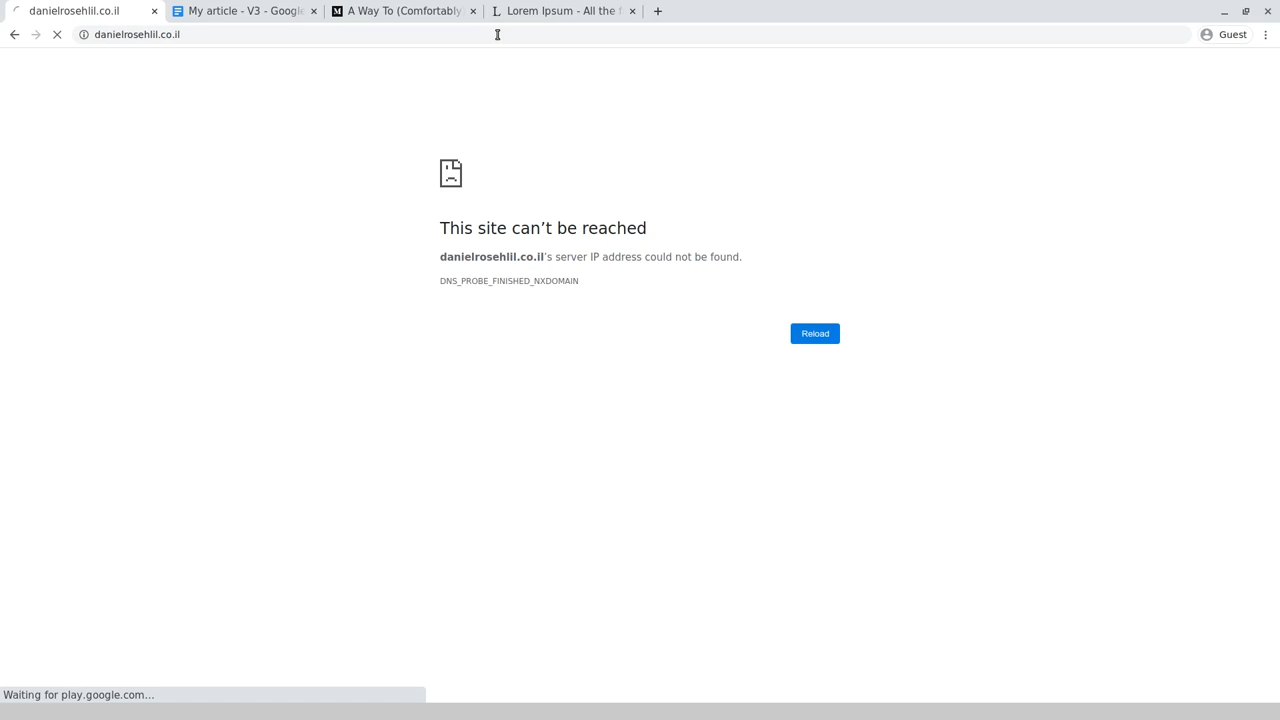 danielrosehlil.co.il
My article - V3 - Google
A Way To (Comfortably
Lorem Ipsum - All the f
danielrosehlil.co.il
Guest
This site can’t be reached
danielrosehlil.co.il’s server IP address could not be found.
DNS_PROBE_FINISHED_NXDOMAIN
Reload
Waiting for play.google.com...